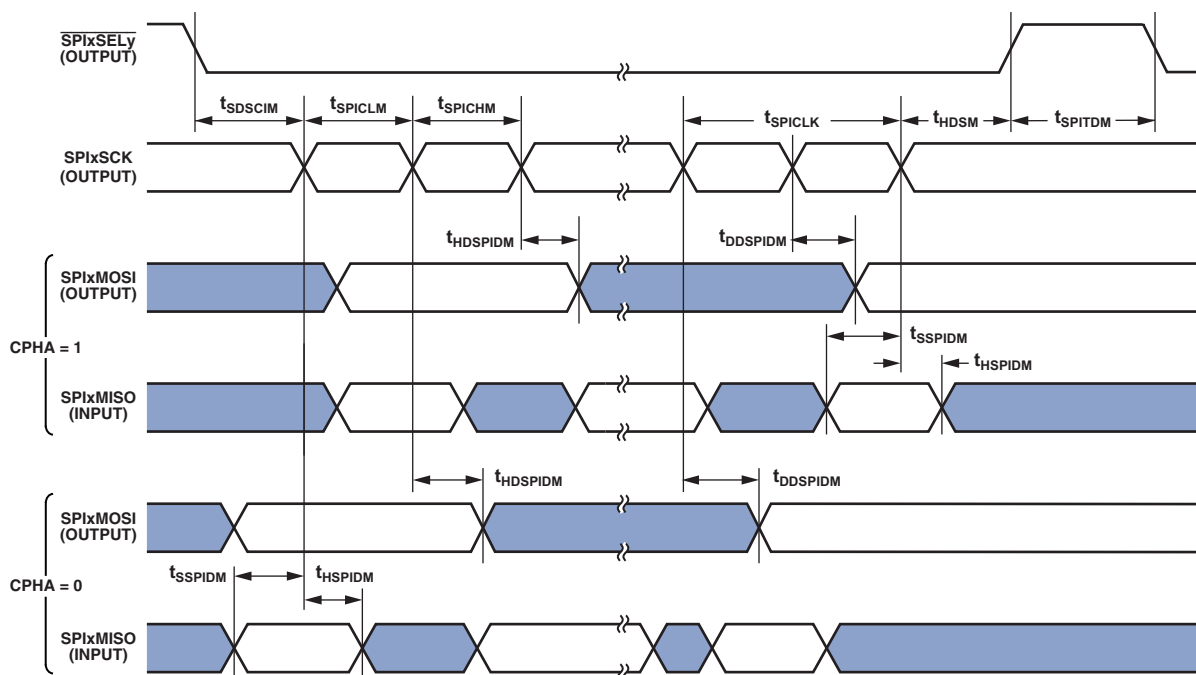 SPIxSELy
(OUTPUT)
tSDSCIM
tSPICLM
tSPICHM
tSPICLK
tHDSM
tSPITDM
SPIxSCK
(OUTPUT)
tHDSPIDM
tDDSPIDM
SPIxMOSI
(OUTPUT)
CPHA = 1
tSSPIDM
tHSPIDM
SPIxMISO
(INPUT)
tHDSPIDM
tDDSPIDM
SPIxMOSI
(OUTPUT)
CPHA = 0
tSSPIDM
tHSPIDM
SPIxMISO
(INPUT)